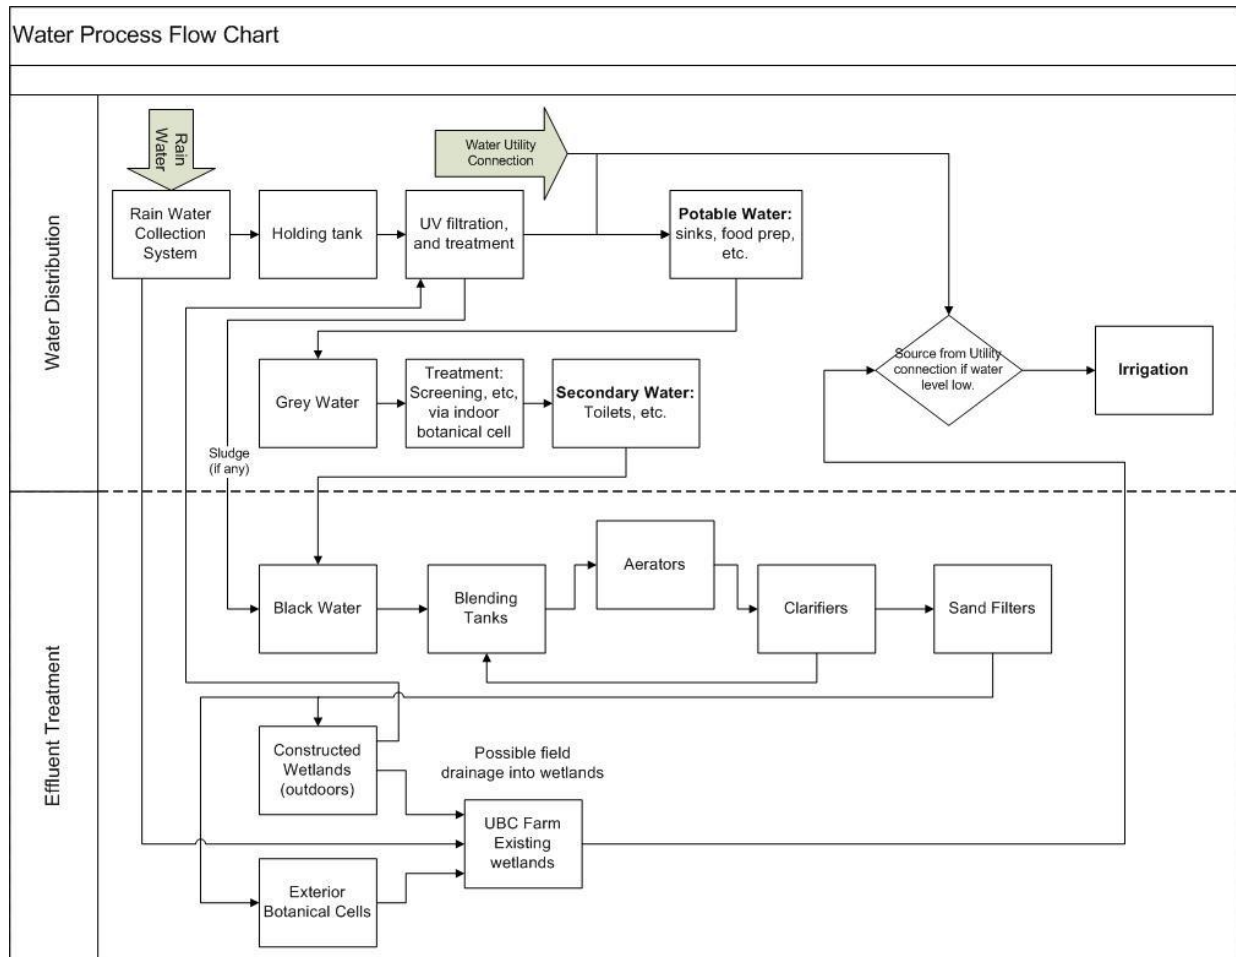 Water Process Flow Chart
Water Distribution
Rain
Water
Water Utility
Connection
Rain Water
Collection
System
Holding tank
UV filtration,
and treatment
Potable Water:
sinks, food prep,
etc.
Grey Water
Treatment:
Screening, etc,
via indoor
botanical cell
Secondary Water:
Toilets, etc.
Source from Utility
connection if water
level low.
Irrigation
Sludge
(if any)
Effluent Treatment
Black Water
Blending
Tanks
Aerators
Clarifiers
Sand Filters
Constructed
Wetlands
(outdoors)
Possible field
drainage into wetlands
UBC Farm
Existing
wetlands
Exterior
Botanical Cells